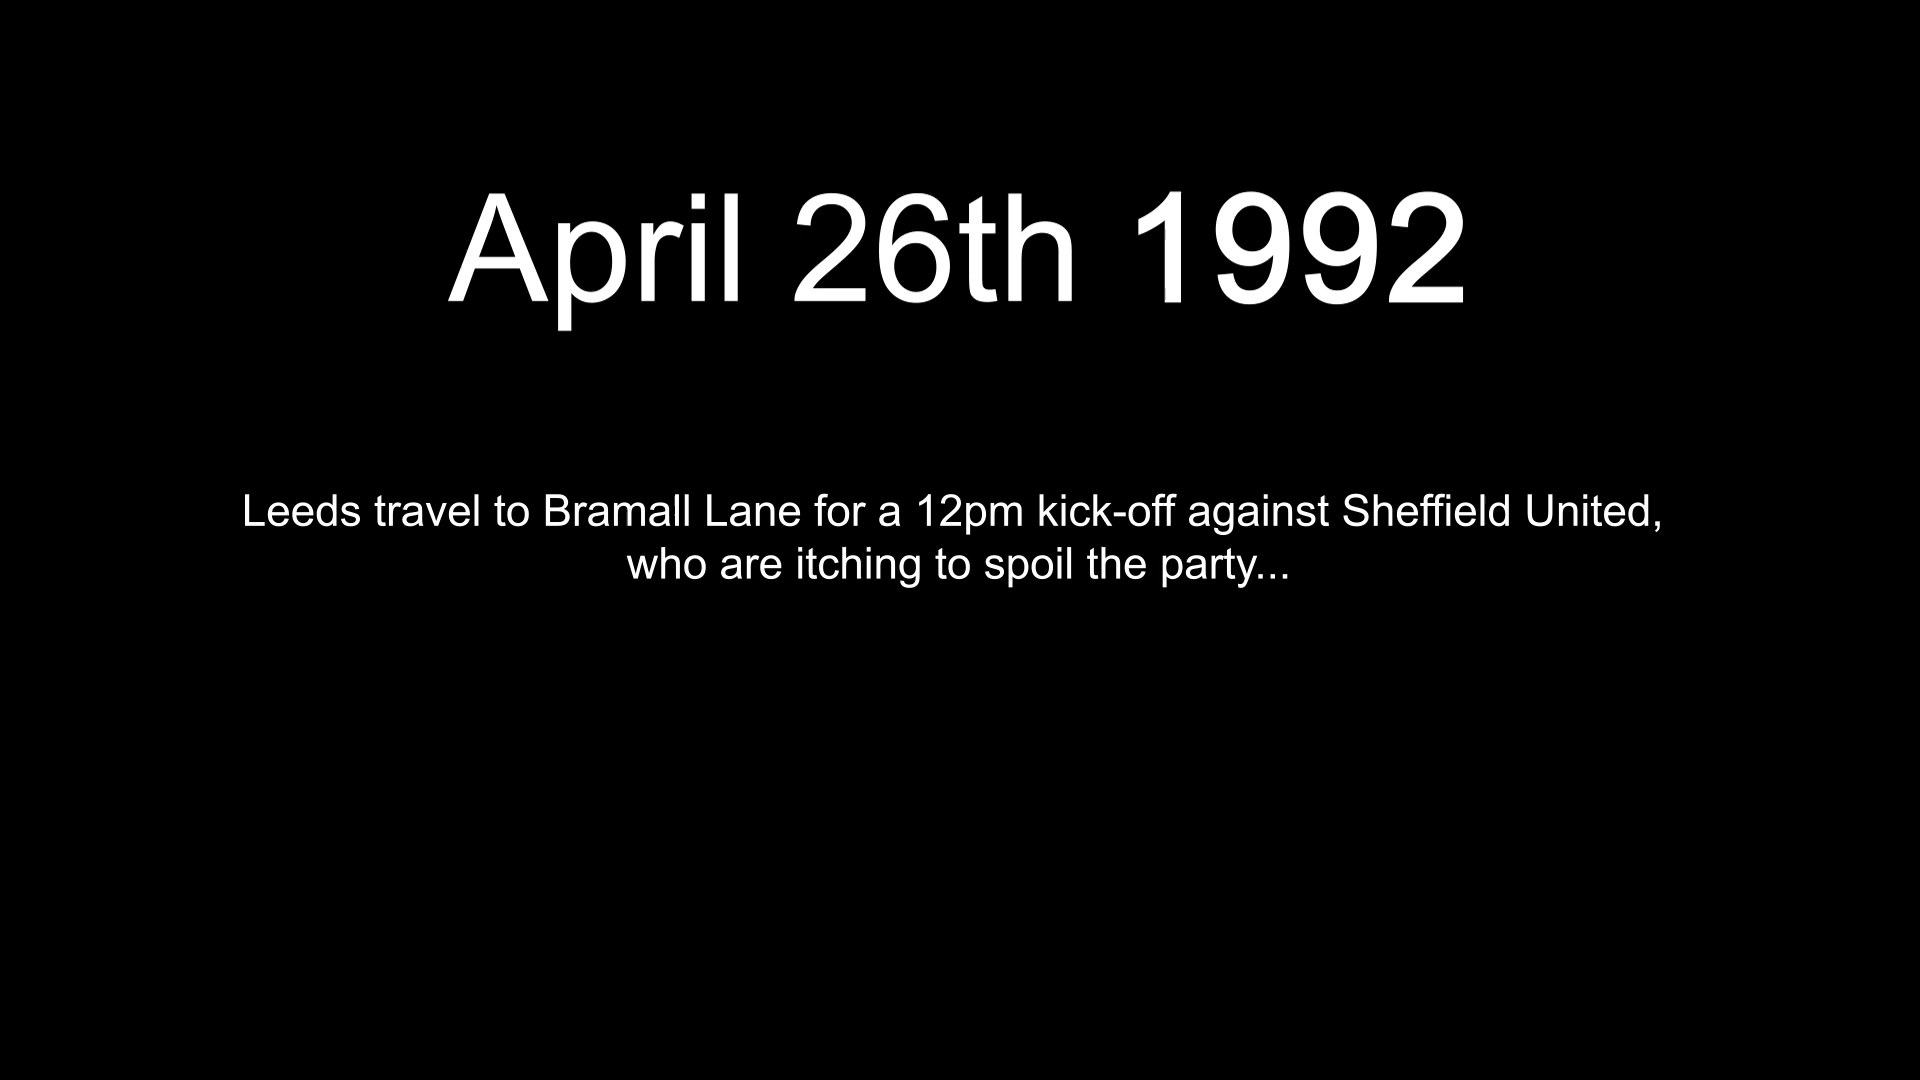 April 26th 1992
Leeds travel to Bramall Lane for a 12pm kick-off against Sheffield United,
who are itching to spoil the party...